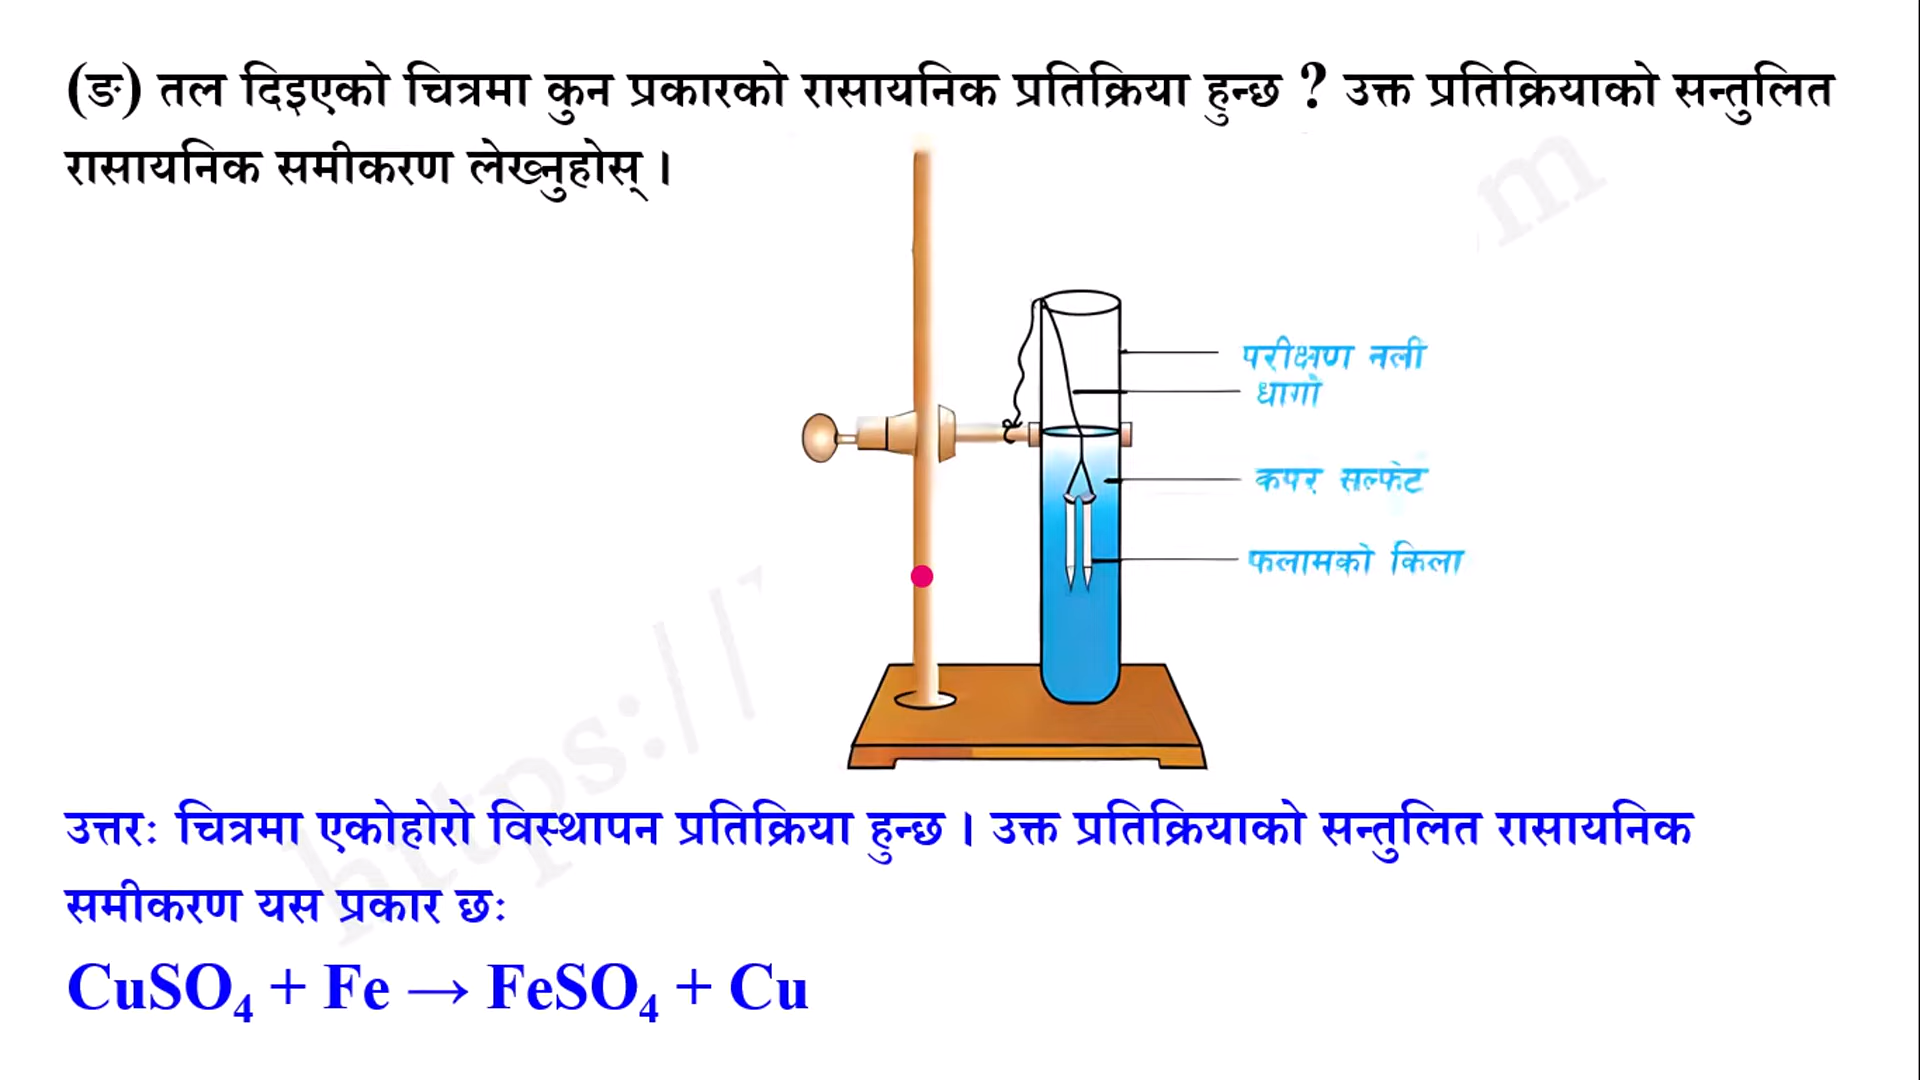 (ङ) तल दिइएको चित्रमा कुन प्रकारको रासायनिक प्रतिक्रिया हुन्छ ? उक्त प्रतिक्रियाको सन्तुलित
रासायनिक समीकरण लेख्नुहोस् ।
m
परीक्षण नली
धागो
कपर सल्फेट
फलामको किला
https://
उत्तरः चित्रमा एकोहोरो विस्थापन प्रतिक्रिया हुन्छ । उक्त प्रतिक्रियाको सन्तुलित रासायनिक
समीकरण यस प्रकार छः
CuSO₄ + Fe → FeSO₄ + Cu